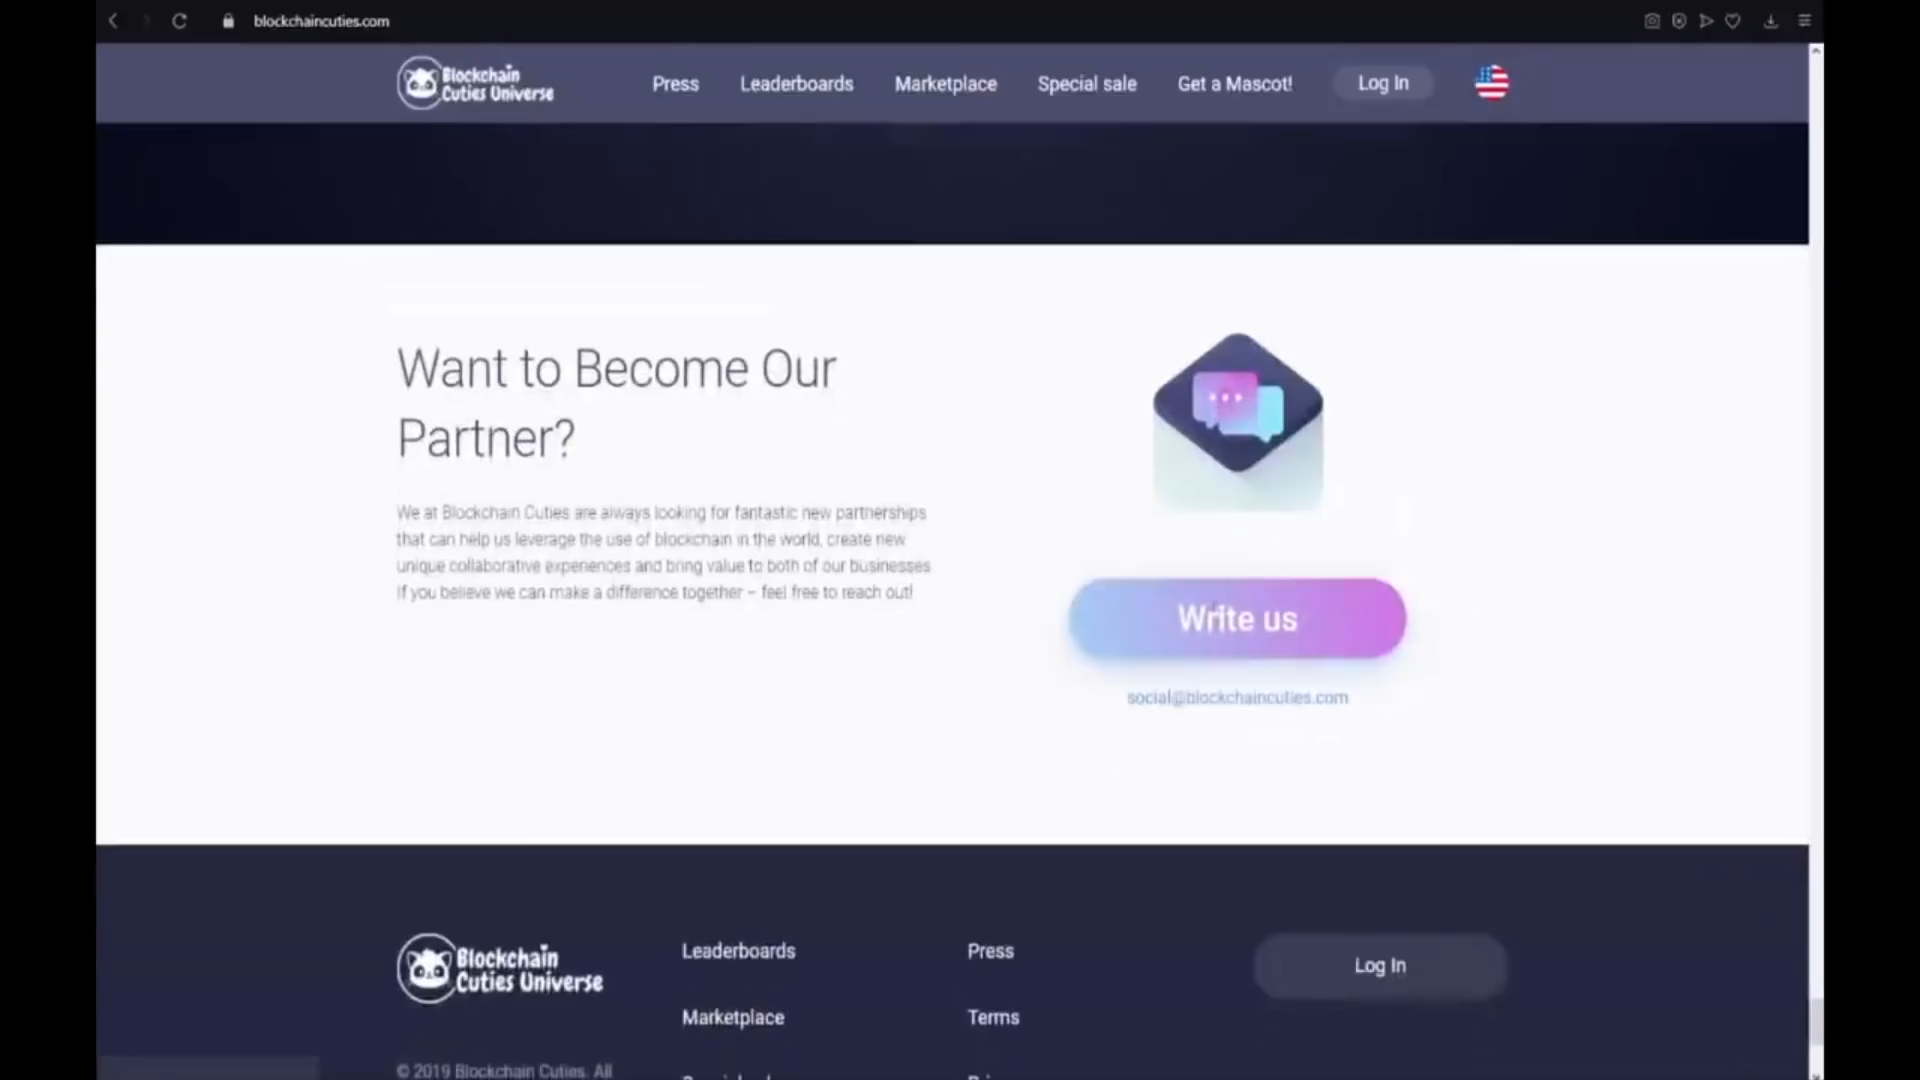 blockchaincuties.com
Blockchain
Cuties Universe
Press
Leaderboards
Marketplace
Special sale
Get a Mascot!
Log In
Want to Become Our
Partner?
We at Blockchain Cuties are always looking for fantastic new partnerships
that can help us leverage the use of blockchain in the world, create new
unique collaborative experiences and bring value to both of our businesses
If you believe we can make a difference together – feel free to reach out!
Write us
social@blockchaincuties.com
Blockchain
Cuties Universe
Leaderboards
Press
Log In
Marketplace
Terms
© 2019 Blockchain Cuties. All